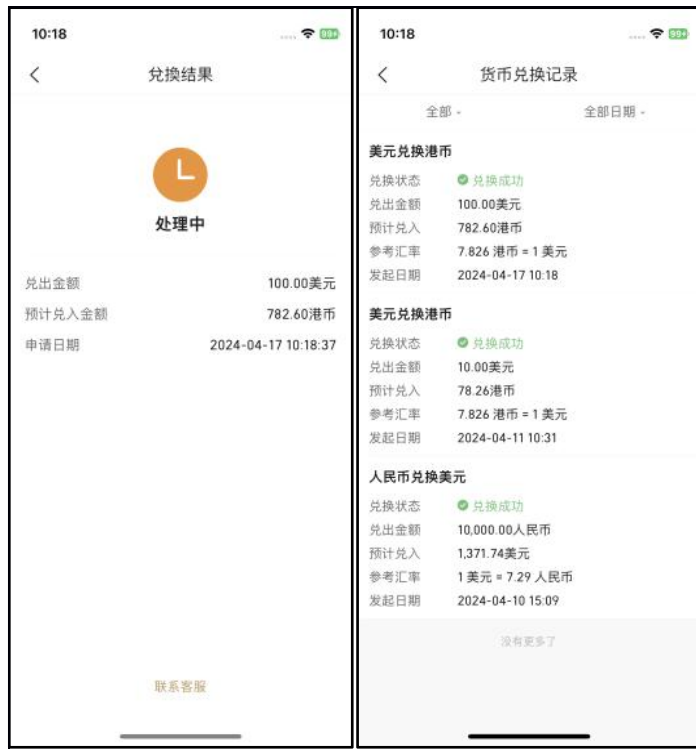 10:18
99+
兌换结果
处理中
兑出金额 100.00美元
预计兑入金额 782.60港币
申请日期 2024-04-17 10:18:37
联系客服
10:18
99+
货币兑换记录
全部 全部日期
美元兑换港币
兑换状态 兑换成功
兑出金额 100.00美元
预计兑入 782.60港币
参考汇率 7.826 港币 = 1 美元
发起日期 2024-04-17 10:18
美元兑换港币
兑换状态 兑换成功
兑出金额 10.00美元
预计兑入 78.26港币
参考汇率 7.826 港币 = 1 美元
发起日期 2024-04-11 10:31
人民币兑换美元
兑换状态 兑换成功
兑出金额 10,000.00人民币
预计兑入 1,371.74美元
参考汇率 1 美元 = 7.29 人民币
发起日期 2024-04-10 15:09
没有更多了